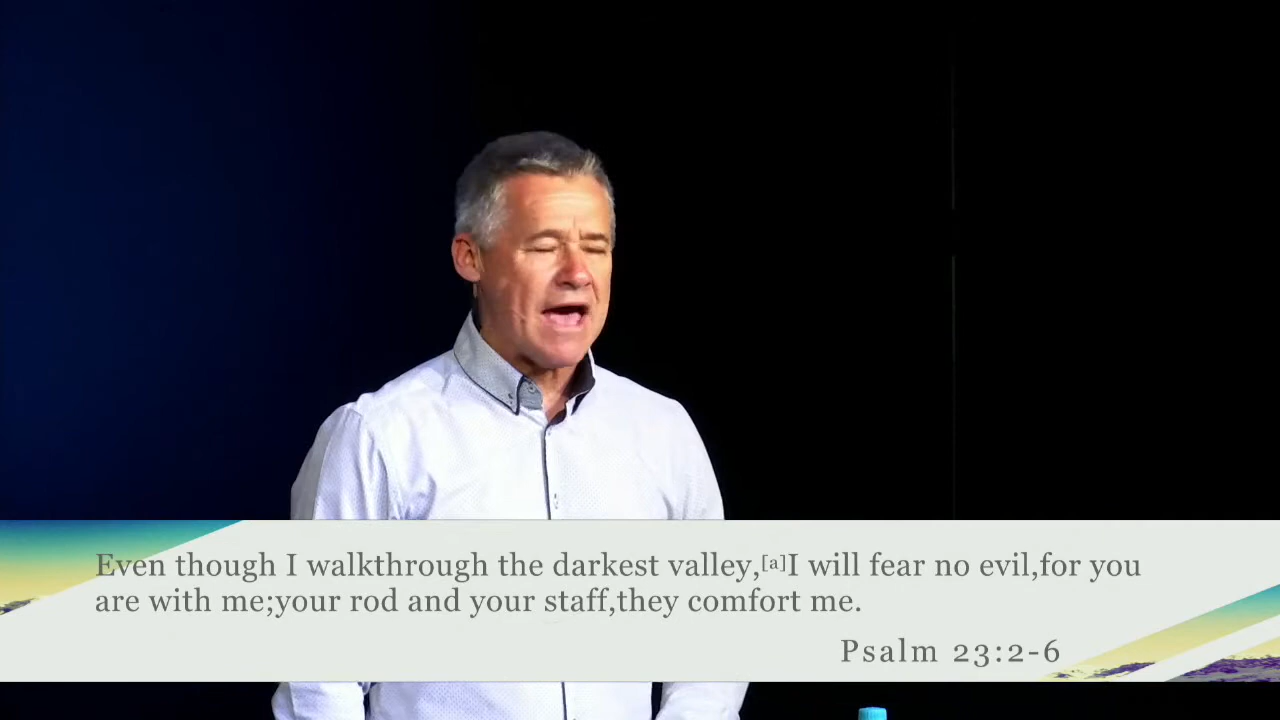 Even though I walkthrough the darkest valley,[a]I will fear no evil,for you
are with me;your rod and your staff,they comfort me.
Psalm 23:2-6